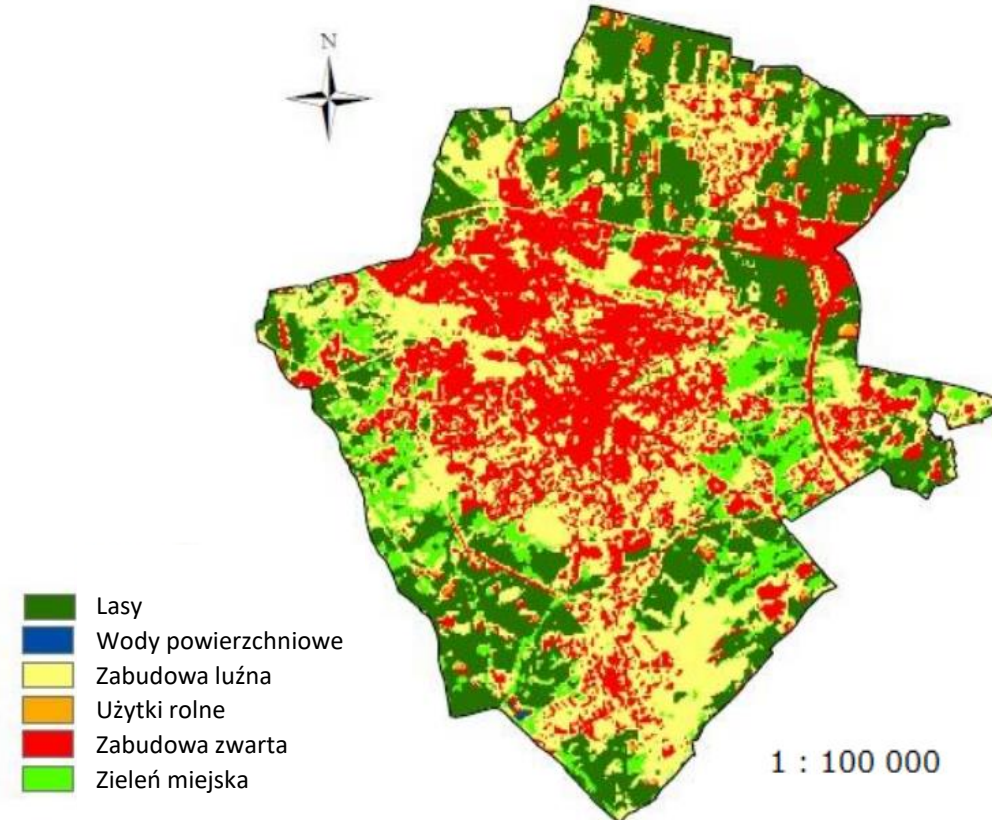 N
Lasy
Wody powierzchniowe
Zabudowa luźna
Użytki rolne
Zabudowa zwarta
Zieleń miejska
1 : 100 000